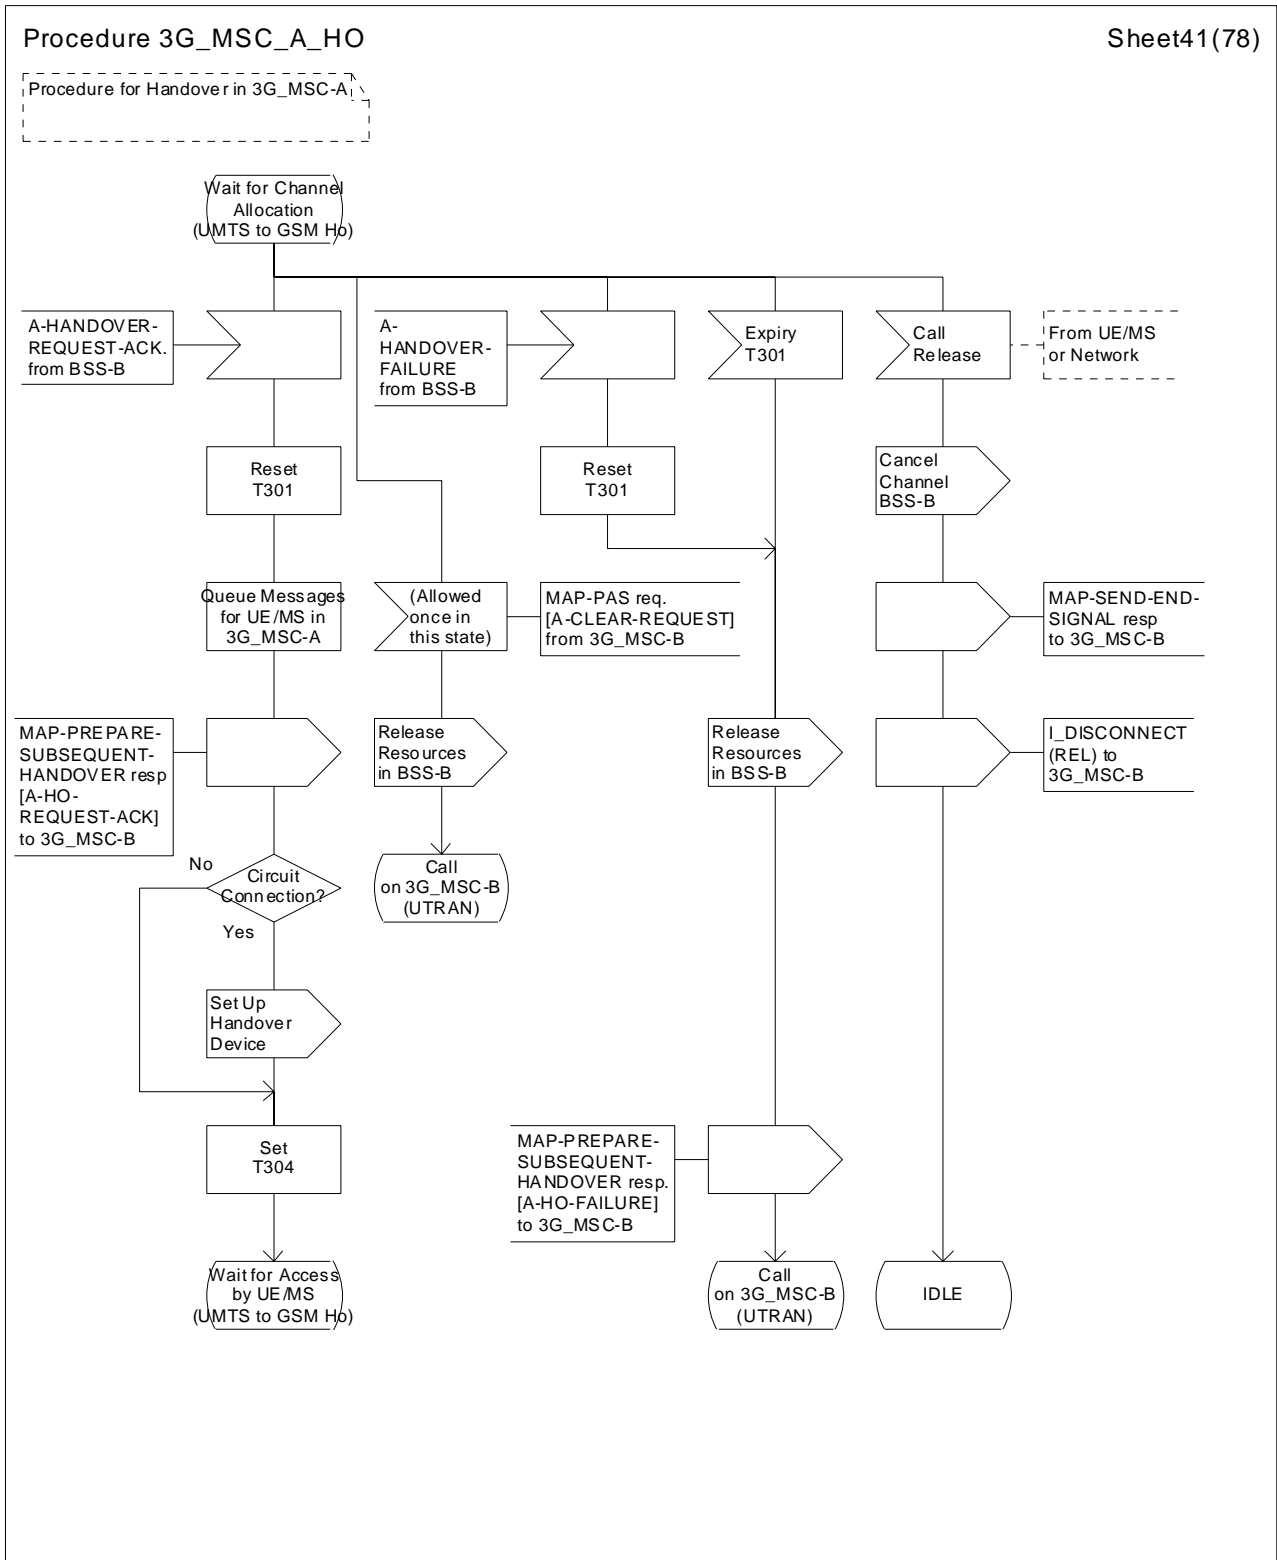 Procedure 3G_MSC_A_HO
Sheet41(78)
Procedure for Handover in 3G_MSC-A
Wait for Channel
Allocation
(UMTS to GSM Ho)
A-HANDOVER-
REQUEST-ACK.
from BSS-B
A-
HANDOVER-
FAILURE
from BSS-B
Expiry
T301
Call
Release
From UE/MS
or Network
Reset
T301
Reset
T301
Cancel
Channel
BSS-B
Queue Messages
for UE/MS in
3G_MSC-A
(Allowed
once in
this state)
MAP-PAS req.
[A-CLEAR-REQUEST]
from 3G_MSC-B
MAP-SEND-END-
SIGNAL resp
to 3G_MSC-B
MAP-PREPARE-
SUBSEQUENT-
HANDOVER resp
[A-HO-
REQUEST-ACK]
to 3G_MSC-B
Release
Resources
in BSS-B
Release
Resources
in BSS-B
I_DISCONNECT
(REL) to
3G_MSC-B
No
Circuit
Connection?
Yes
Call
on 3G_MSC-B
(UTRAN)
Set Up
Handover
Device
Set
T304
MAP-PREPARE-
SUBSEQUENT-
HANDOVER resp.
[A-HO-FAILURE]
to 3G_MSC-B
Wait for Access
by UE/MS
(UMTS to GSM Ho)
Call
on 3G_MSC-B
(UTRAN)
IDLE